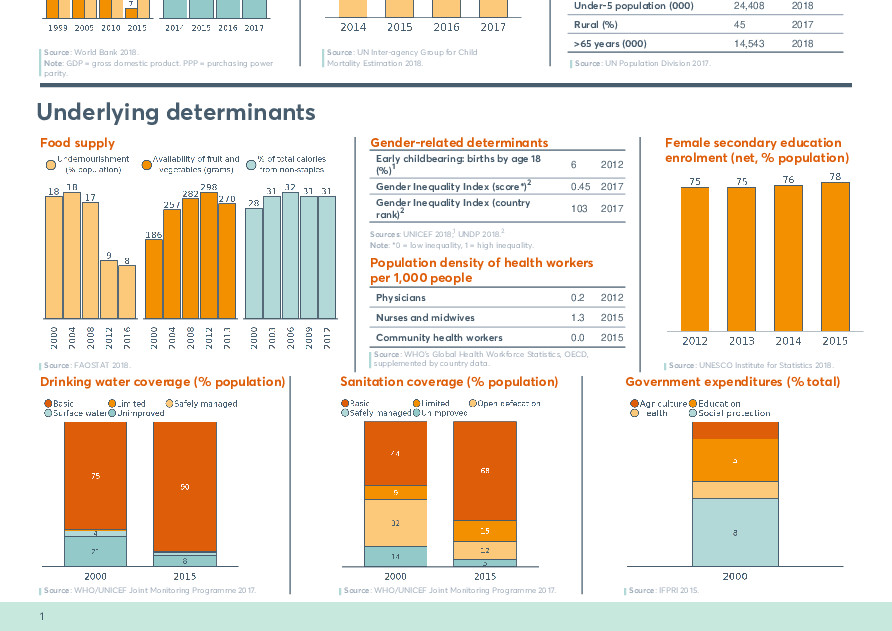 7
1999 2005 2010 2015
2014 2015 2016 2017
Source: World Bank 2018.
Note: GDP = gross domestic product. PPP = purchasing power
parity.
2014 2015 2016 2017
Source: UN Inter-agency Group for Child
Mortality Estimation 2018.
Under-5 population (000) 24,408 2018
Rural (%) 45 2017
>65 years (000) 14,543 2018
Source: UN Population Division 2017.
Underlying determinants
Food supply
Undernourishment
(% population)
Availability of fruit and
vegetables (grams)
% of total calories
from non-staples
18 18 17 9 8
186 257 282 298 270
28 31 32 31 31
2000 2004 2008 2012 2016
2000 2004 2008 2012
2000 2006 2009 2012
Source: FAOSTAT 2018.
Gender-related determinants
Early childbearing: births by age 18
(%)1 6 2012
Gender Inequality Index (score*)2 0.45 2017
Gender Inequality Index (country
rank)2 103 2017
Sources: UNICEF 2018,1 UNDP 2018.2
Note: *0 = low inequality, 1 = high inequality.
Population density of health workers
per 1,000 people
Physicians 0.2 2012
Nurses and midwives 1.3 2015
Community health workers 0.0 2015
Source: WHO's Global Health Workforce Statistics, OECD,
supplemented by country data.
Female secondary education
enrolment (net, % population)
75 75 76 78
2012 2013 2014 2015
Source: UNESCO Institute for Statistics 2018.
Drinking water coverage (% population)
Basic Limited Safely managed
Surface water Unimproved
75 90
4
21 8
2000 2015
Source: WHO/UNICEF Joint Monitoring Programme 2017.
Sanitation coverage (% population)
Basic Limited Open defecation
Safely managed Unimproved
44 68
9 15
32 12
14
2000 2015
Source: WHO/UNICEF Joint Monitoring Programme 2017.
Government expenditures (% total)
Agriculture Education
Health Social protection
8
2000
Source: IFPRI 2015.
1